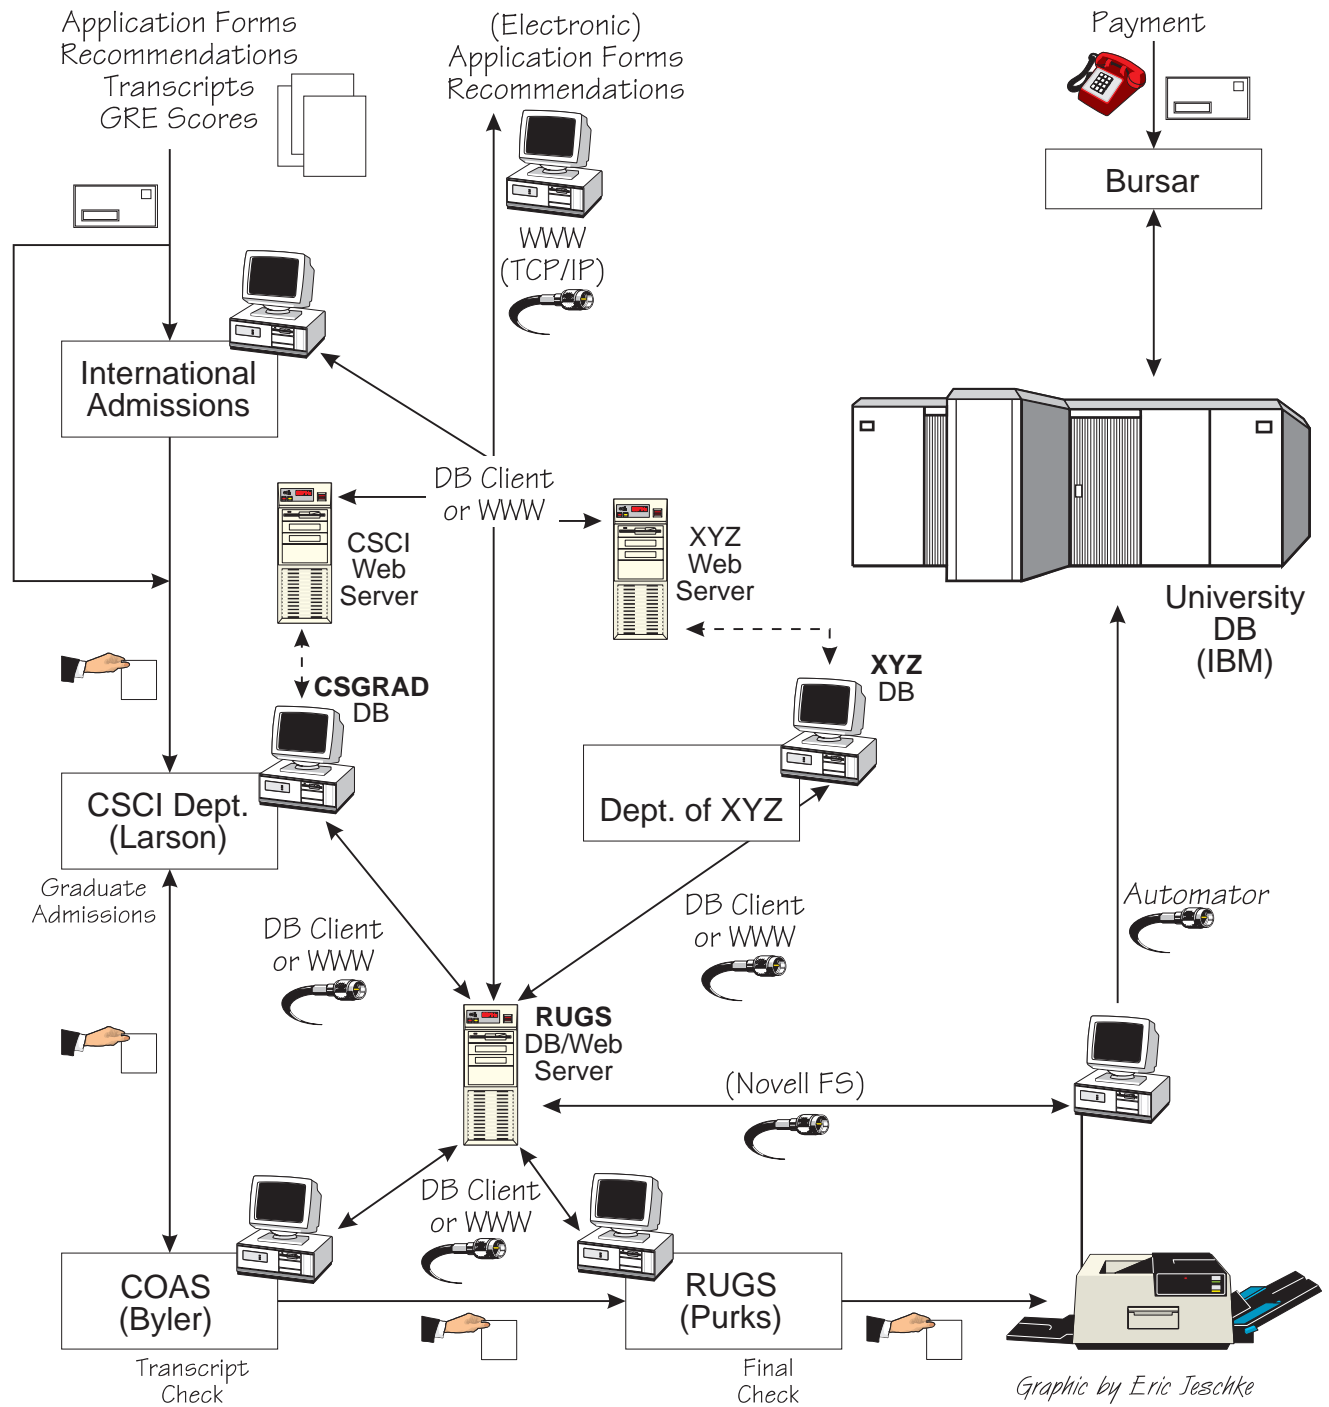 Application Forms
Recommendations
Transcripts
GRE Scores
(Electronic)
Application Forms
Recommendations
Payment
Bursar
WWW
(TCP/IP)
International
Admissions
DB Client
or WWW
CSCI
Web
Server
XYZ
Web
Server
University
DB
(IBM)
CSGRAD
DB
XYZ
DB
CSCI Dept.
(Larson)
Dept. of XYZ
Graduate
Admissions
DB Client
or WWW
DB Client
or WWW
Automator
RUGS
DB/Web
Server
(Novell FS)
DB Client
or WWW
COAS
(Byler)
RUGS
(Purks)
Transcript
Check
Final
Check
Graphic by Eric Jeschke